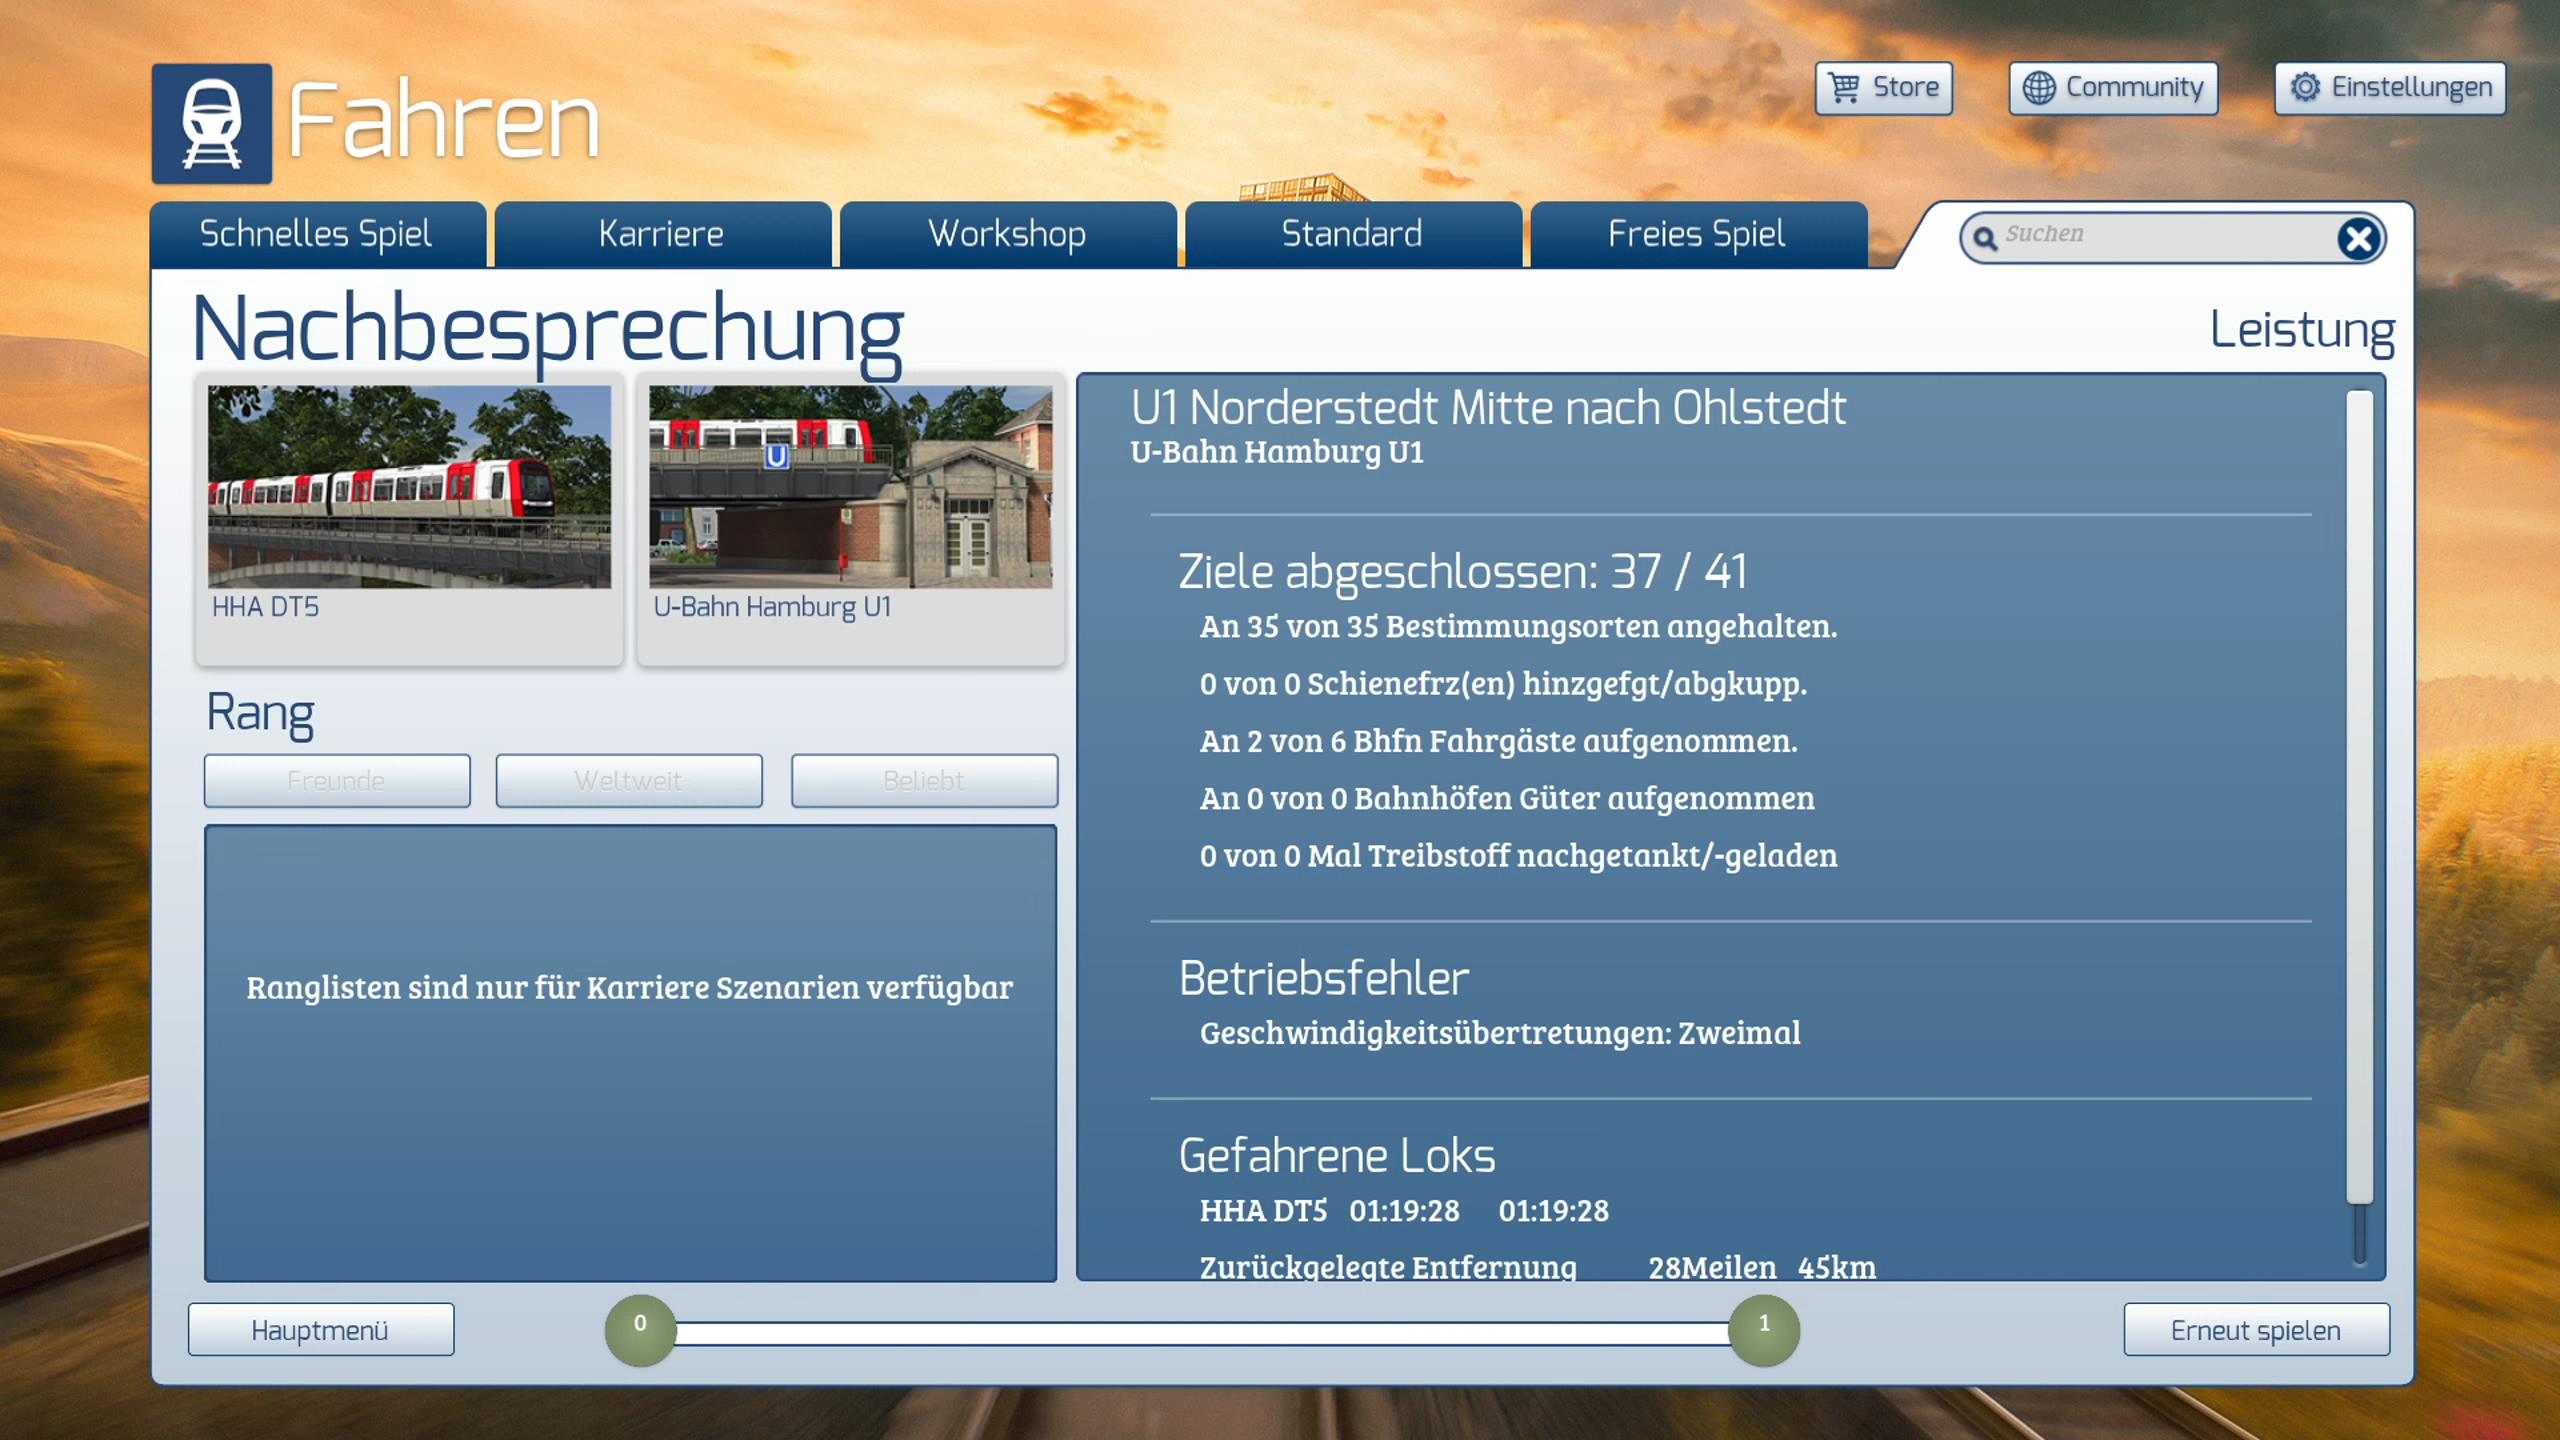 Fahren
Store
Community
Einstellungen
Schnelles Spiel
Karriere
Workshop
Standard
Freies Spiel
Suchen
Nachbesprechung
Leistung
HHA DT5
U
U-Bahn Hamburg U1
Rang
Freunde
Weltweit
Beliebt
Ranglisten sind nur für Karriere Szenarien verfügbar
U1 Norderstedt Mitte nach Ohlstedt
U-Bahn Hamburg U1
Ziele abgeschlossen: 37 / 41
An 35 von 35 Bestimmungsorten angehalten.
0 von 0 Schienefrz(en) hinzgefgt/abgkupp.
An 2 von 6 Bhfn Fahrgäste aufgenommen.
An 0 von 0 Bahnhöfen Güter aufgenommen
0 von 0 Mal Treibstoff nachgetankt/-geladen
Betriebsfehler
Geschwindigkeitsübertretungen: Zweimal
Gefahrene Loks
HHA DT5 01:19:28 01:19:28
Zurückgelegte Entfernung 28Meilen 45km
Hauptmenü
0
1
Erneut spielen